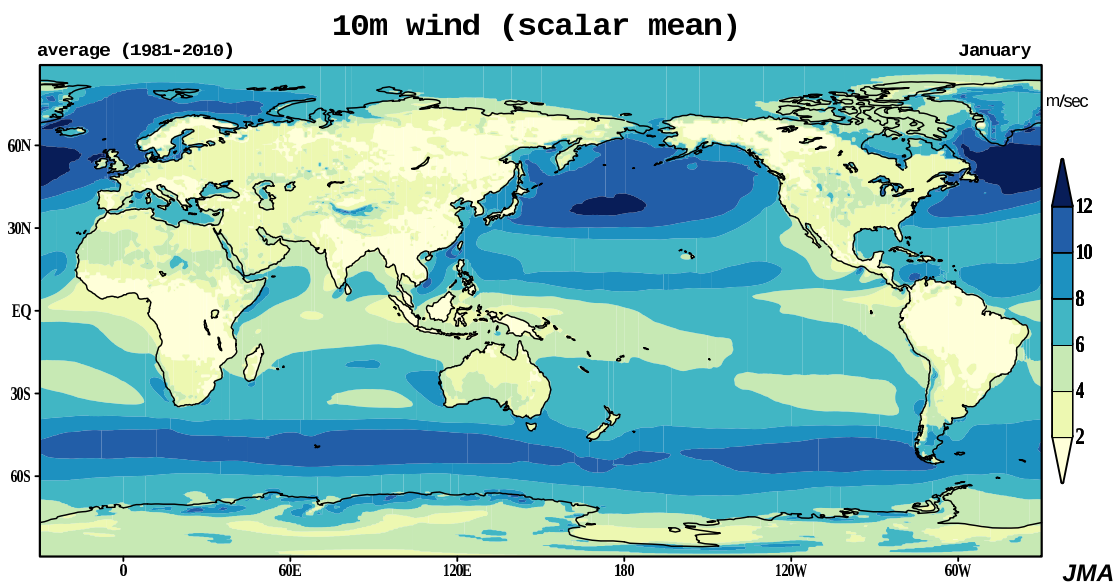 10m wind (scalar mean)
average (1981-2010) January
m/sec
60N
30N
EQ
30S
60S
12
10
8
6
4
2
0 60E 120E 180 120W 60W
JMA